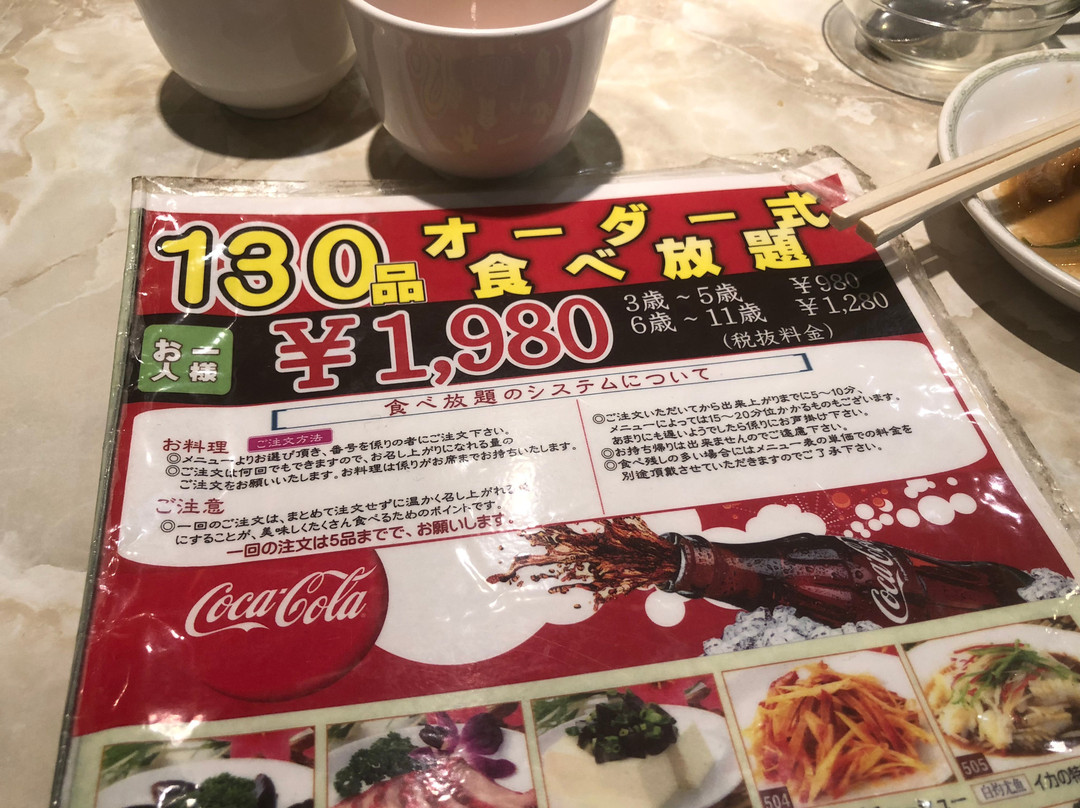 130品 オーダー式
食べ放題
お一人様
¥1,980
3歳～5歳 ¥980
6歳～11歳 ¥1,280
(税抜料金)
食べ放題のシステムについて
お料理 ご注文方法
◎メニューよりお選び頂き、番号を係りの者にご注文下さい。
◎ご注文は何回でもできますので、お召し上がりになれる量の
ご注文をお願いいたします。お料理は係りがお席までお持ちいたします。
ご注意
◎一回のご注文は、まとめて注文せずに温かく召し上がれる
にすることが、美味しくたくさん食べるためのポイントです。
一回の注文は5品までで、お願いします。
◎ご注文いただいてから出来上がりまでに5～10分、
メニューによっては15～20分位かかるものもございます。
あまりにも遅いようでしたら係りにお声掛け下さい。
◎お持ち帰りは出来ませんのでご遠慮下さい。
◎食べ残しの多い場合にはメニュー表の単価での料金を
別途頂戴させていただきますのでご了承下さい。
Coca-Cola
Coca-Cola
504
505
白灼尤魚 イカの特